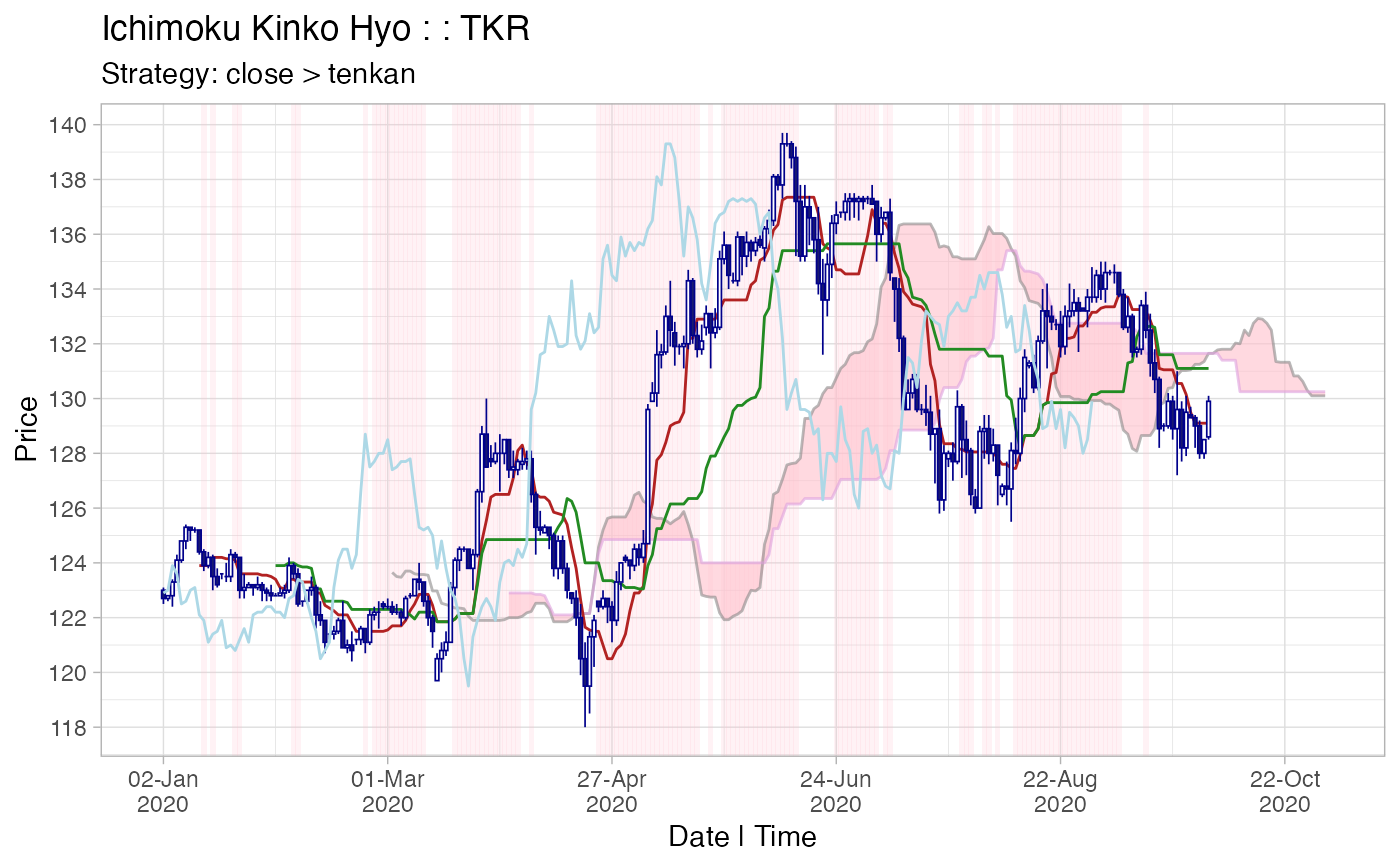 Ichimoku Kinko Hyo : : TKR
Strategy: close > tenkan
140
138
136
134
132
130
128
126
124
122
120
118
Price
02-Jan 01-Mar 27-Apr 24-Jun 22-Aug 22-Oct
2020 2020 2020 2020 2020 2020
Date | Time